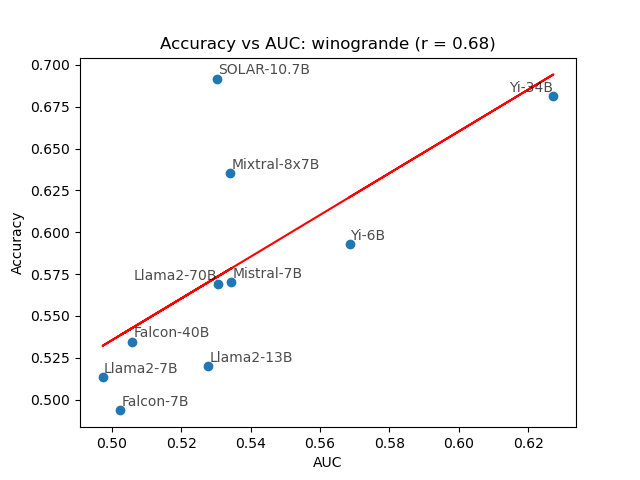 Accuracy vs AUC: winogrande (r = 0.68)
0.700
0.675
0.650
0.625
0.600
0.575
0.550
0.525
0.500
Accuracy
SOLAR-10.7B
Yi-34B
Mixtral-8x7B
Yi-6B
Llama2-70B
Mistral-7B
Falcon-40B
Llama2-13B
Llama2-7B
Falcon-7B
0.50
0.52
0.54
0.56
0.58
0.60
0.62
AUC